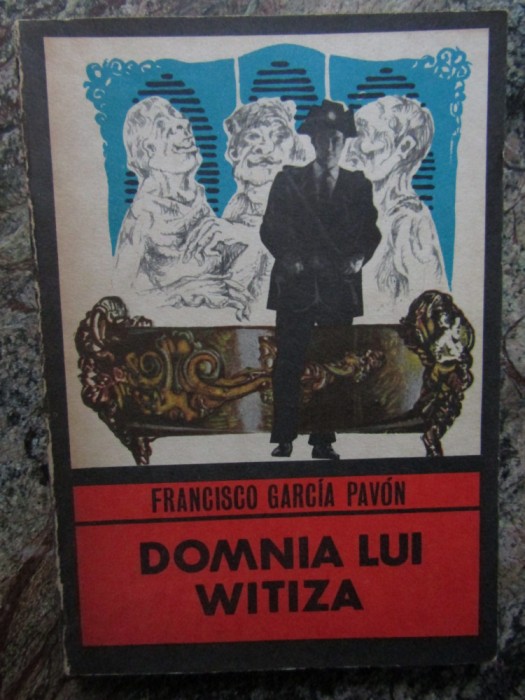 FRANCISCO GARCÍA PAVÓN
DOMNIA LUI
WITIZA